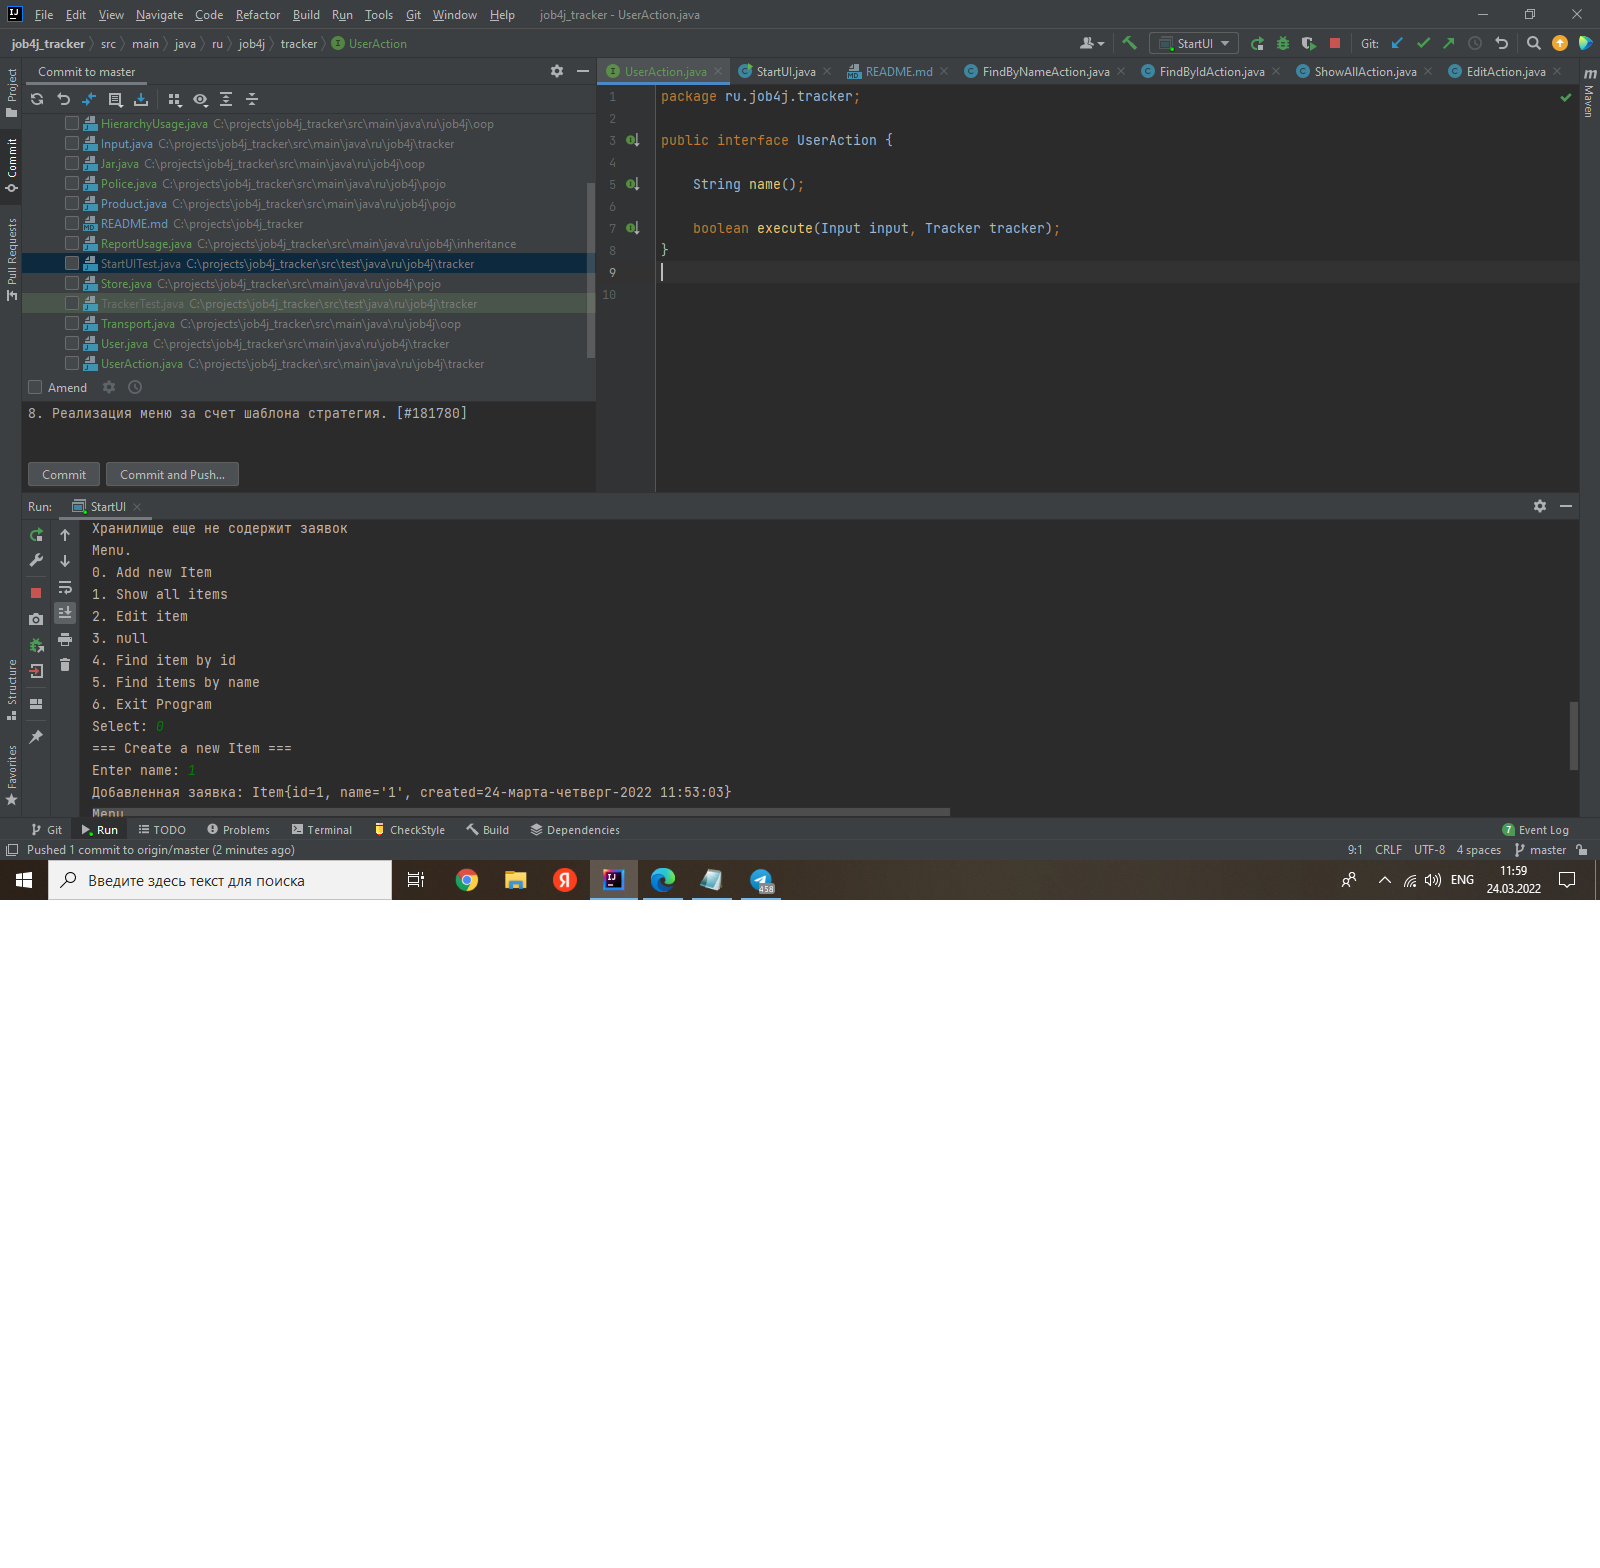 File Edit View Navigate Code Refactor Build Run Tools Git Window Help job4j_tracker - UserAction.java
job4j_tracker src main java ru job4j tracker UserAction
StartUI Git:
Commit to master
UserAction.java StartUI.java README.md FindByNameAction.java FindByIdAction.java ShowAllAction.java EditAction.java
Project
Commit
Pull Requests
Structure
Favorites
Maven
HierarchyUsage.java C:\projects\job4j_tracker\src\main\java\ru\job4j\oop
Input.java C:\projects\job4j_tracker\src\main\java\ru\job4j\tracker
Jar.java C:\projects\job4j_tracker\src\main\java\ru\job4j\oop
Police.java C:\projects\job4j_tracker\src\main\java\ru\job4j\pojo
Product.java C:\projects\job4j_tracker\src\main\java\ru\job4j\pojo
README.md C:\projects\job4j_tracker
ReportUsage.java C:\projects\job4j_tracker\src\main\java\ru\job4j\inheritance
StartUITest.java C:\projects\job4j_tracker\src\test\java\ru\job4j\tracker
Store.java C:\projects\job4j_tracker\src\main\java\ru\job4j\pojo
TrackerTest.java C:\projects\job4j_tracker\src\test\java\ru\job4j\tracker
Transport.java C:\projects\job4j_tracker\src\main\java\ru\job4j\oop
User.java C:\projects\job4j_tracker\src\main\java\ru\job4j\tracker
UserAction.java C:\projects\job4j_tracker\src\main\java\ru\job4j\tracker
Amend
8. Реализация меню за счет шаблона стратегия. [#181780]
Commit Commit and Push...
1 package ru.job4j.tracker;
2
3 public interface UserAction {
4
5 String name();
6
7 boolean execute(Input input, Tracker tracker);
8 }
9
10
Run: StartUI
Хранилище еще не содержит заявок
Menu.
0. Add new Item
1. Show all items
2. Edit item
3. null
4. Find item by id
5. Find items by name
6. Exit Program
Select: 0
=== Create a new Item ===
Enter name: 1
Добавленная заявка: Item{id=1, name='1', created=24-марта-четверг-2022 11:53:03}
Menu.
Git Run TODO Problems Terminal CheckStyle Build Dependencies 7 Event Log
Pushed 1 commit to origin/master (2 minutes ago) 9:1 CRLF UTF-8 4 spaces master
Введите здесь текст для поиска
Я
IJ
458
ENG
11:59
24.03.2022